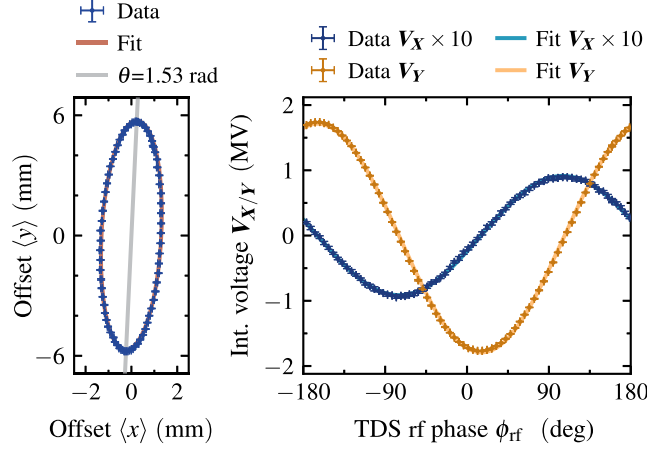 Data
Fit
θ=1.53 rad
Data V_X × 10
Fit V_X × 10
Data V_Y
Fit V_Y
6
0
−6
Offset ⟨y⟩ (mm)
−2
0
2
Offset ⟨x⟩ (mm)
2
1
0
−1
−2
Int. voltage V_X/Y (MV)
−180
−90
0
90
180
TDS rf phase ϕ_rf (deg)